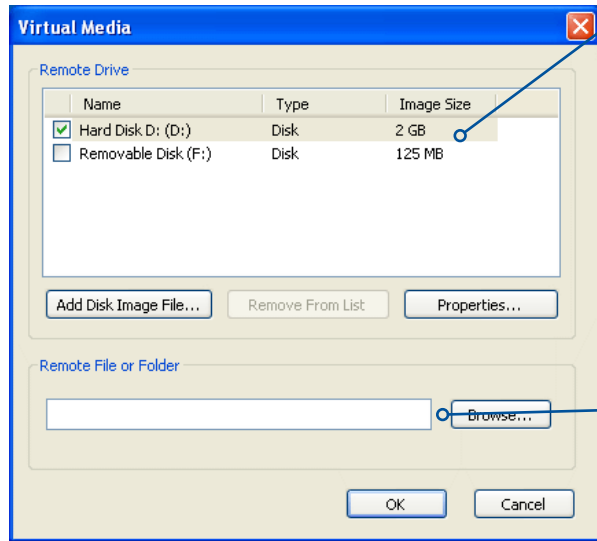 Virtual Media
Remote Drive
Name Type Image Size
Hard Disk D: (D:) Disk 2 GB
Removable Disk (F:) Disk 125 MB
Add Disk Image File... Remove From List Properties...
Remote File or Folder
Browse...
OK Cancel